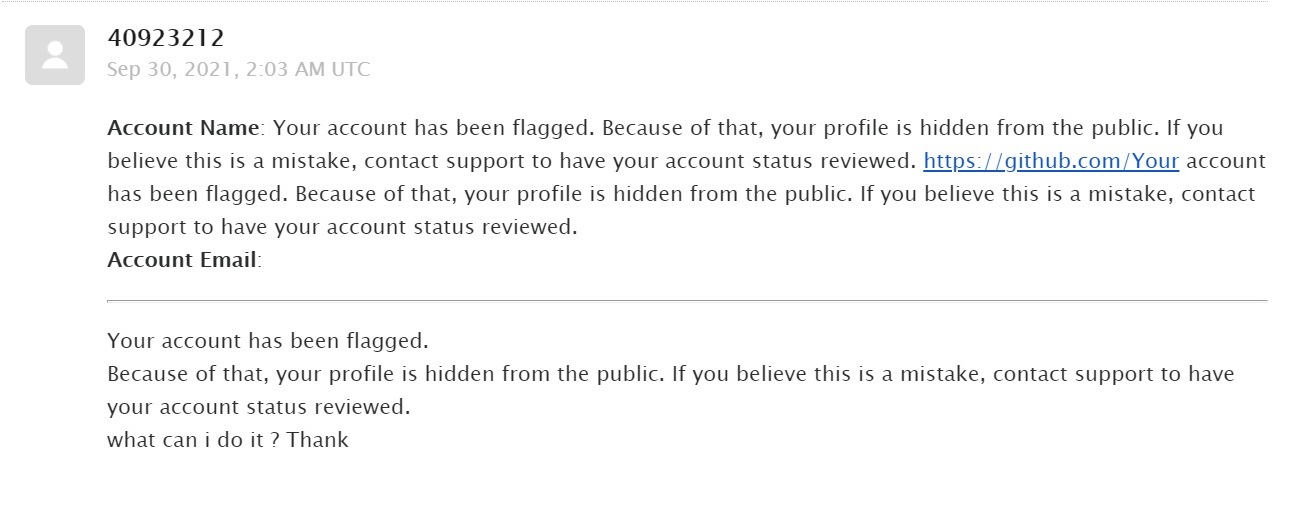 40923212
Sep 30, 2021, 2:03 AM UTC
Account Name: Your account has been flagged. Because of that, your profile is hidden from the public. If you
believe this is a mistake, contact support to have your account status reviewed. https://github.com/Your account
has been flagged. Because of that, your profile is hidden from the public. If you believe this is a mistake, contact
support to have your account status reviewed.
Account Email:
Your account has been flagged.
Because of that, your profile is hidden from the public. If you believe this is a mistake, contact support to have
your account status reviewed.
what can i do it ? Thank